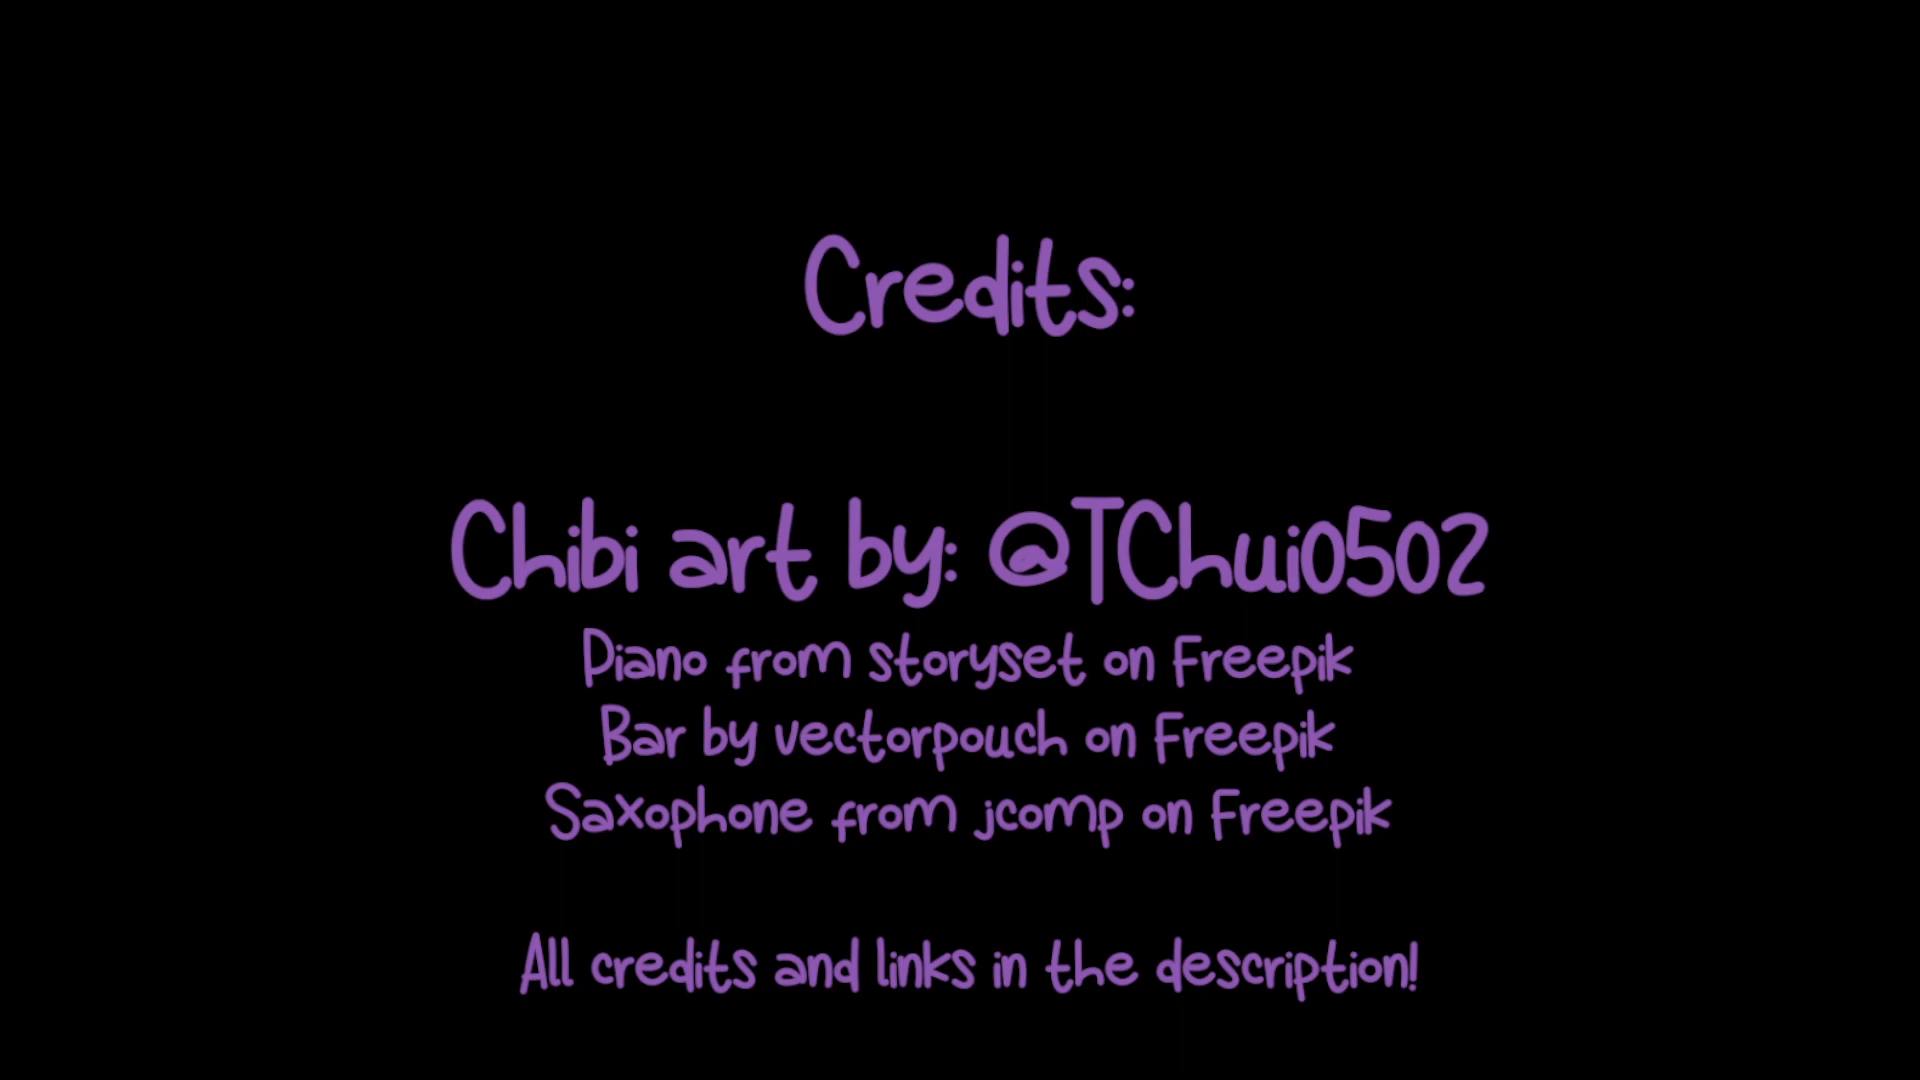 Credits:
Chibi art by: @TChui0502
Piano from storyset on Freepik
Bar by vectorpouch on Freepik
Saxophone from jcomp on Freepik
All credits and links in the description!